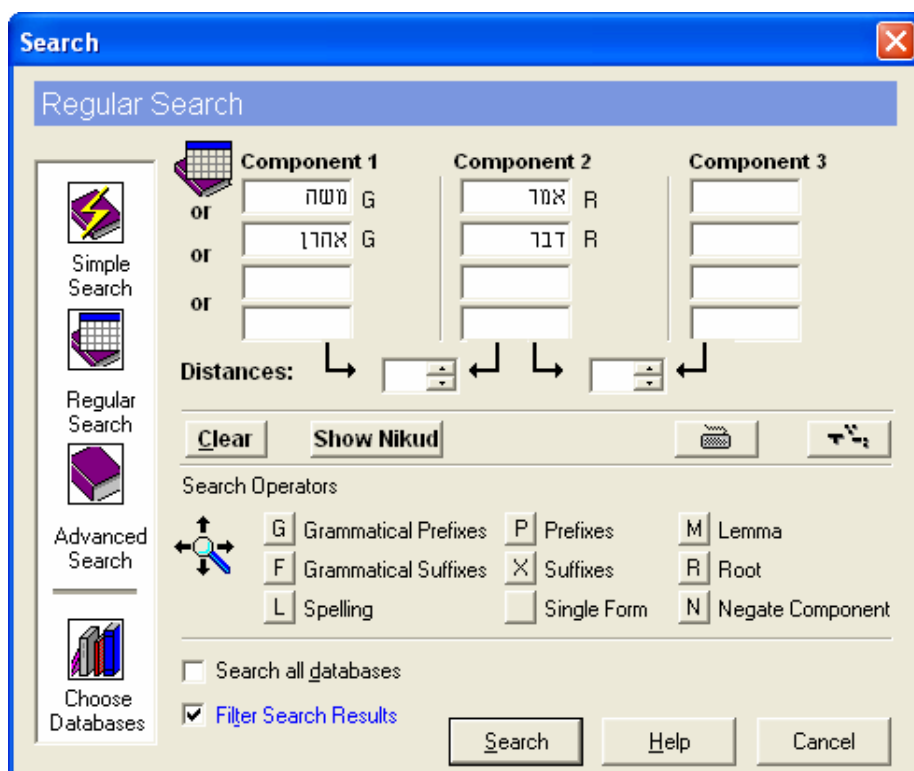 Search
Regular Search
Component 1 Component 2 Component 3
or משה G אמר R
or אהרן G דבר R
or
Distances:
Clear Show Nikud
Search Operators
G Grammatical Prefixes P Prefixes M Lemma
F Grammatical Suffixes X Suffixes R Root
L Spelling Single Form N Negate Component
Search all databases
Filter Search Results
Search Help Cancel
Simple
Search
Regular
Search
Advanced
Search
Choose
Databases